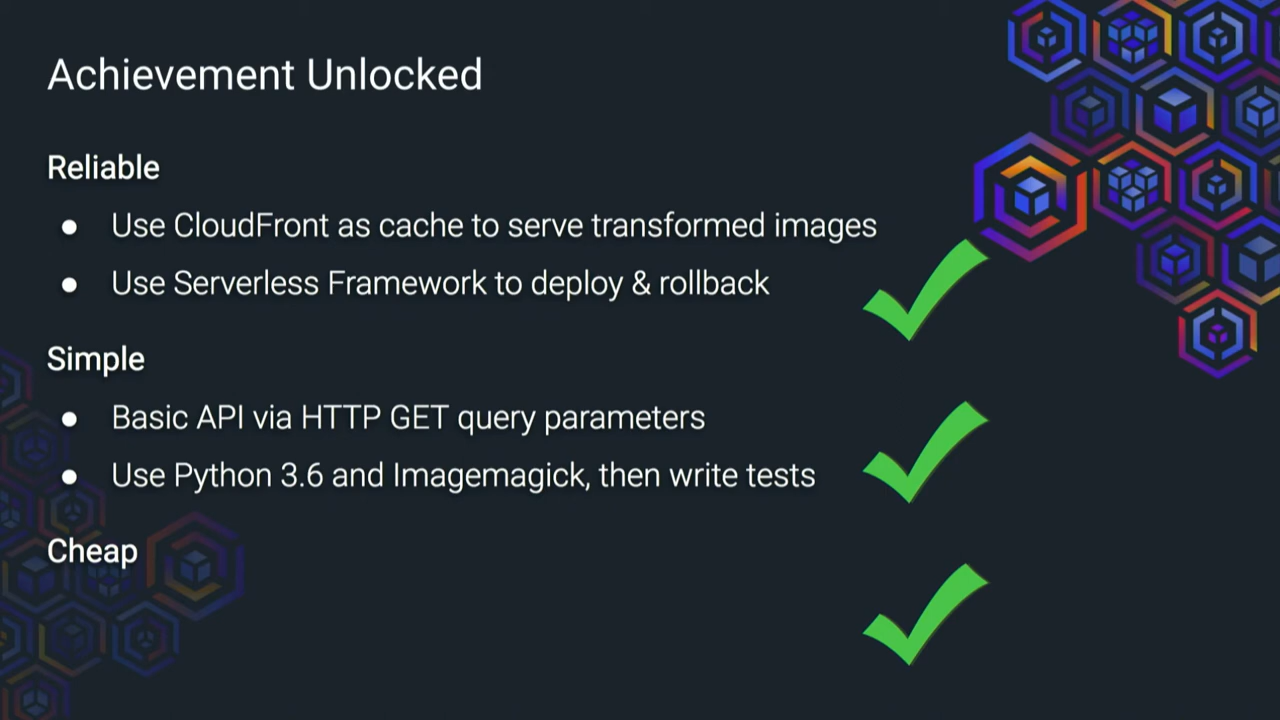 Achievement Unlocked
Reliable
● Use CloudFront as cache to serve transformed images
● Use Serverless Framework to deploy & rollback
Simple
● Basic API via HTTP GET query parameters
● Use Python 3.6 and Imagemagick, then write tests
Cheap